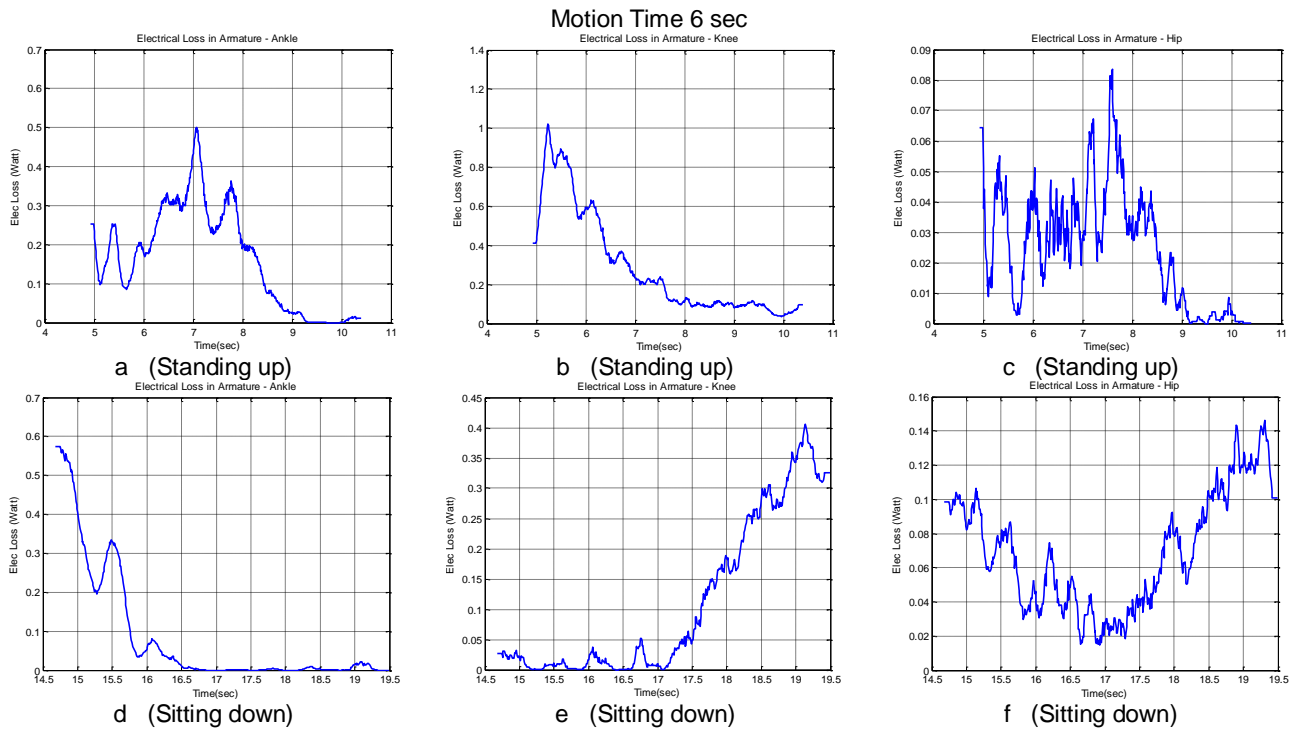 Motion Time 6 sec
Electrical Loss in Armature - Ankle
Elec Loss (Watt)
0.7
0.6
0.5
0.4
0.3
0.2
0.1
0
4 5 6 7 8 9 10 11
Time(sec)
a (Standing up)
Electrical Loss in Armature - Knee
Elec Loss (Watt)
1.4
1.2
1
0.8
0.6
0.4
0.2
0
4 5 6 7 8 9 10 11
Time(sec)
b (Standing up)
Electrical Loss in Armature - Hip
Elec Loss (Watt)
0.09
0.08
0.07
0.06
0.05
0.04
0.03
0.02
0.01
0
4 5 6 7 8 9 10 11
Time(sec)
c (Standing up)
Electrical Loss in Armature - Ankle
Elec Loss (Watt)
0.7
0.6
0.5
0.4
0.3
0.2
0.1
0
14.5 15 15.5 16 16.5 17 17.5 18 18.5 19 19.5
Time(sec)
d (Sitting down)
Electrical Loss in Armature - Knee
Elec Loss (Watt)
0.45
0.4
0.35
0.3
0.25
0.2
0.15
0.1
0.05
0
14.5 15 15.5 16 16.5 17 17.5 18 18.5 19 19.5
Time(sec)
e (Sitting down)
Electrical Loss in Armature - Hip
Elec Loss (Watt)
0.16
0.14
0.12
0.1
0.08
0.06
0.04
0.02
0
14.5 15 15.5 16 16.5 17 17.5 18 18.5 19 19.5
Time(sec)
f (Sitting down)